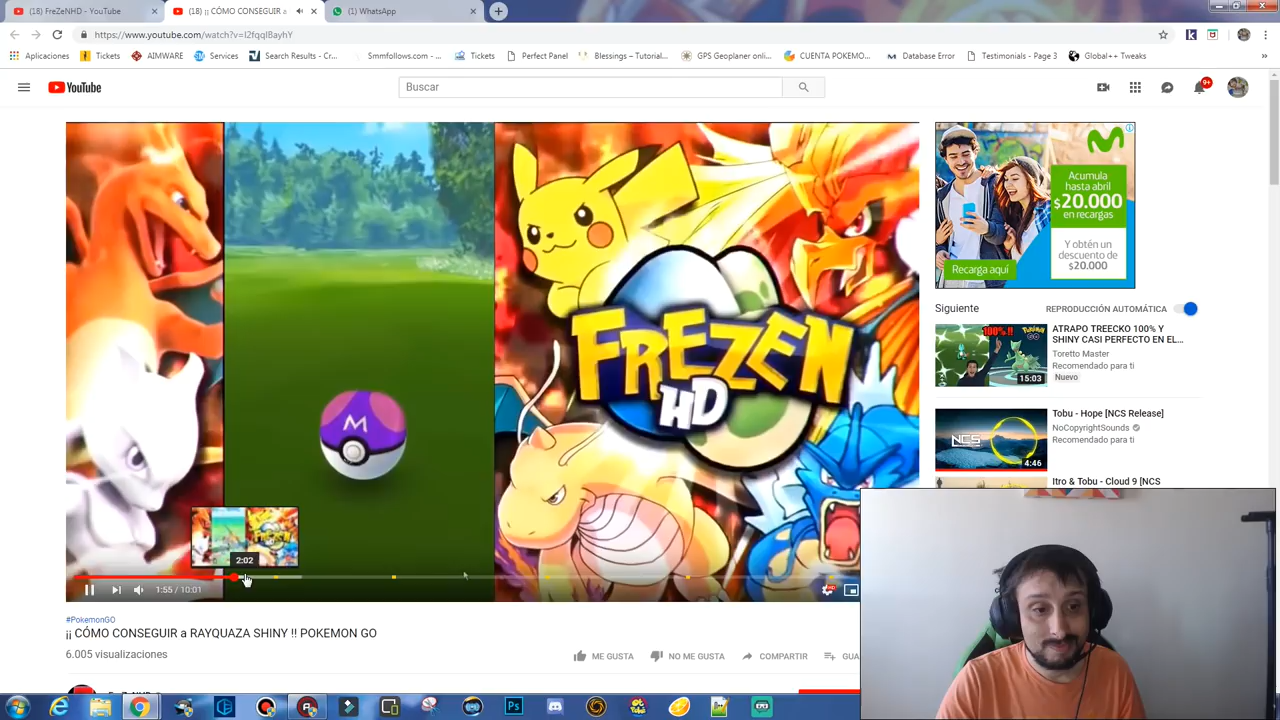 (18) FReZeNHD - YouTube
(18) ¡¡ CÓMO CONSEGUIR a
(1) WhatsApp
https://www.youtube.com/watch?v=I2fqqIBayhY
Aplicaciones
Tickets
AIMWARE
Services
Search Results - Cr...
Smmfollows.com - ...
Tickets
Perfect Panel
Blessings – Tutorial...
GPS Geoplaner onli...
CUENTA POKEMO...
Database Error
Testimonials - Page 3
Global++ Tweaks
YouTube
Buscar
9+
M
FREZEN
HD
2:02
1:55 / 10:01
HD
Acumula
hasta abril
$20.000
en recargas
Y obtén un
descuento de
$20.000
Recarga aquí
Siguiente
REPRODUCCIÓN AUTOMÁTICA
100%!!
15:03
ATRAPO TREECKO 100% Y
SHINY CASI PERFECTO EN EL...
Toretto Master
Recomendado para ti
Nuevo
NCS
4:46
Tobu - Hope [NCS Release]
NoCopyrightSounds
Recomendado para ti
Itro & Tobu - Cloud 9 [NCS
#PokemonGO
¡¡ CÓMO CONSEGUIR a RAYQUAZA SHINY !! POKEMON GO
6.005 visualizaciones
ME GUSTA
NO ME GUSTA
COMPARTIR
GUA
Ps